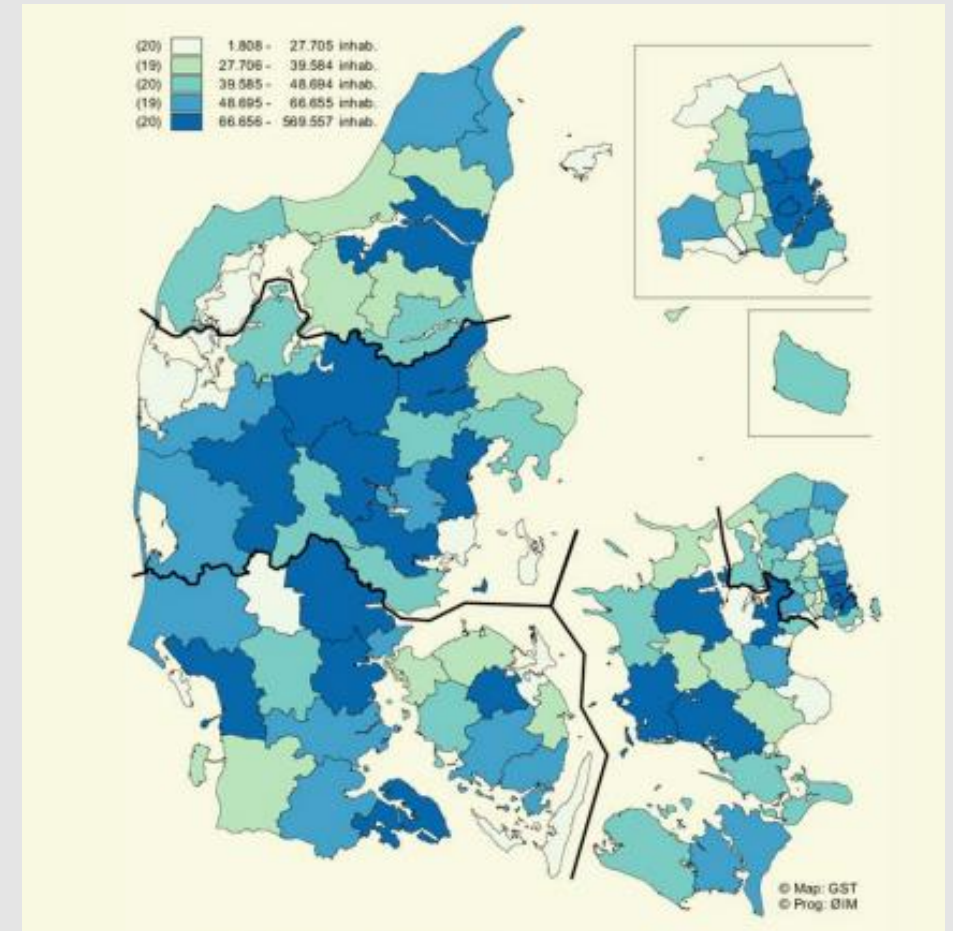 (20) 1.808 - 27.705 inhab.
(19) 27.706 - 39.584 inhab.
(20) 39.585 - 48.694 inhab.
(19) 48.695 - 66.655 inhab.
(20) 66.656 - 569.557 inhab.
© Map: GST
© Prog: ØIM